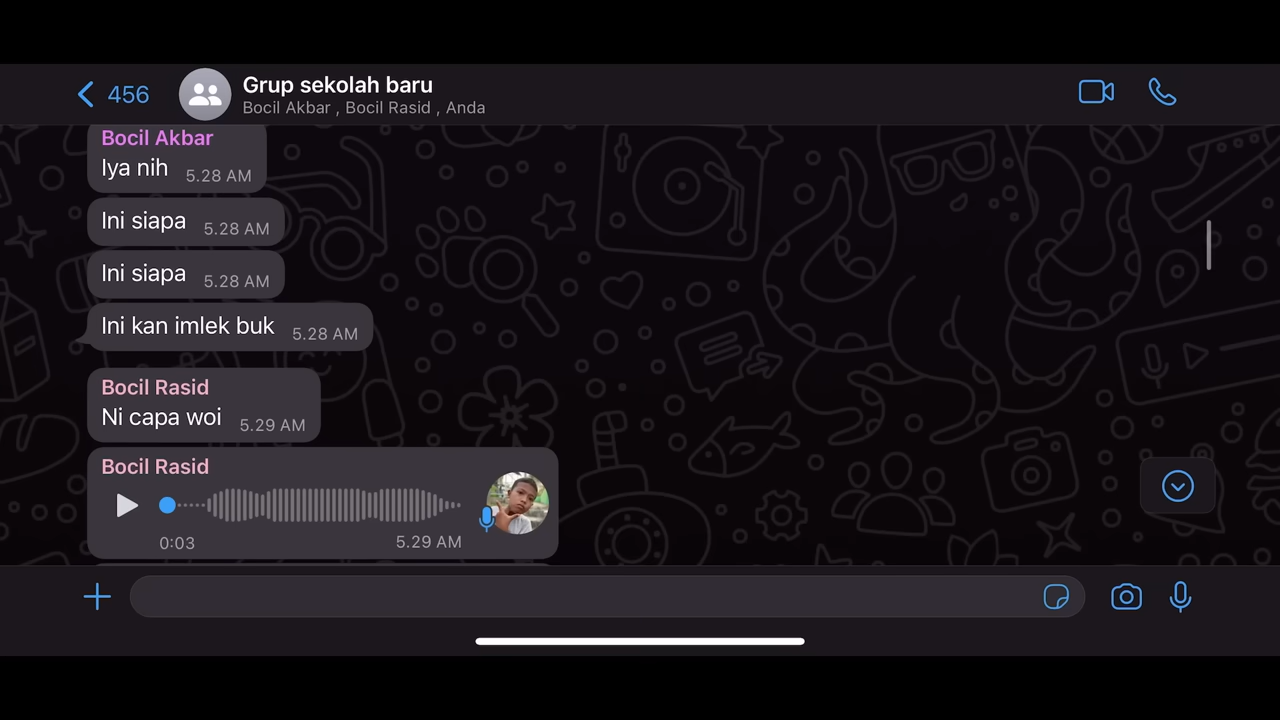 456
Grup sekolah baru
Bocil Akbar , Bocil Rasid , Anda
Bocil Akbar
Iya nih 5.28 AM
Ini siapa 5.28 AM
Ini siapa 5.28 AM
Ini kan imlek buk 5.28 AM
Bocil Rasid
Ni capa woi 5.29 AM
Bocil Rasid
0:03 5.29 AM